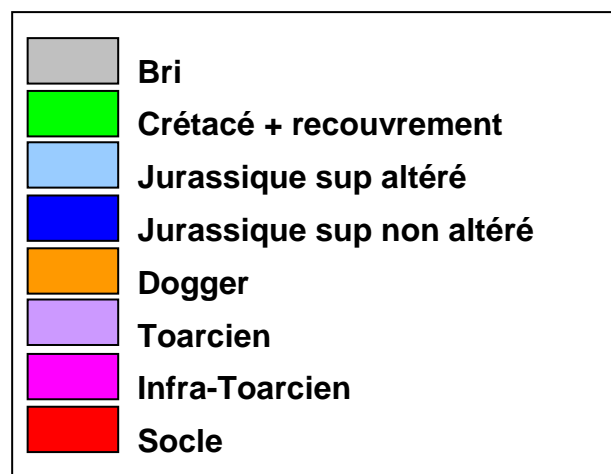 Bri
Crétacé + recouvrement
Jurassique sup altéré
Jurassique sup non altéré
Dogger
Toarcien
Infra-Toarcien
Socle